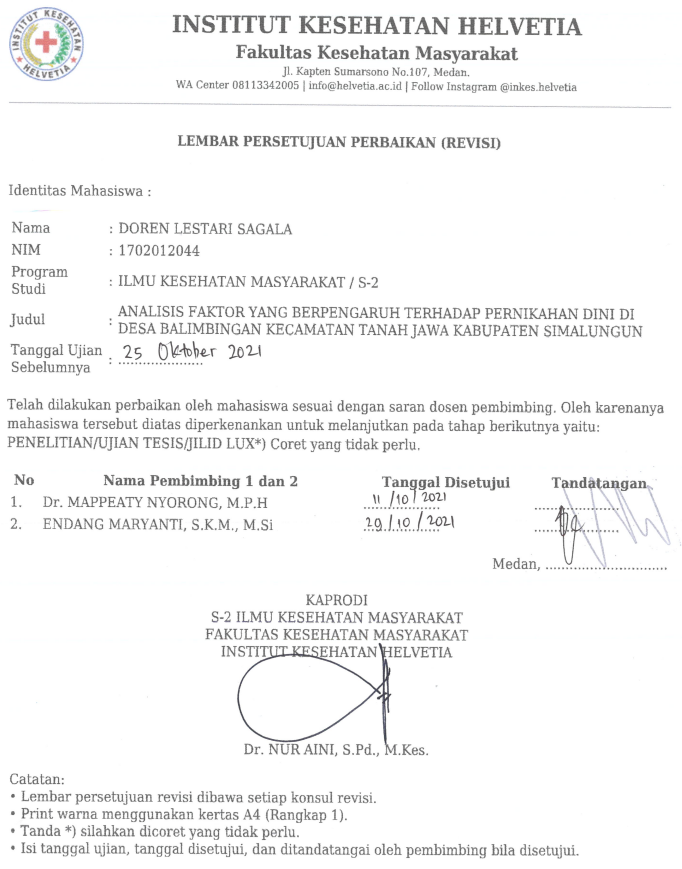 INSTITUT KESEHATAN HELVETIA
INSTITUT KESEHATAN HELVETIA
Fakultas Kesehatan Masyarakat
Jl. Kapten Sumarsono No.107, Medan.
WA Center 08113342005 | info@helvetia.ac.id | Follow Instagram @inkes.helvetia
LEMBAR PERSETUJUAN PERBAIKAN (REVISI)
Identitas Mahasiswa :
Nama : DOREN LESTARI SAGALA
NIM : 1702012044
Program Studi : ILMU KESEHATAN MASYARAKAT / S-2
Judul : ANALISIS FAKTOR YANG BERPENGARUH TERHADAP PERNIKAHAN DINI DI
DESA BALIMBINGAN KECAMATAN TANAH JAWA KABUPATEN SIMALUNGUN
Tanggal Ujian Sebelumnya : 25 Oktober 2021
Telah dilakukan perbaikan oleh mahasiswa sesuai dengan saran dosen pembimbing. Oleh karenanya
mahasiswa tersebut diatas diperkenankan untuk melanjutkan pada tahap berikutnya yaitu:
PENELITIAN/UJIAN TESIS/JILID LUX*) Coret yang tidak perlu.
No Nama Pembimbing 1 dan 2 Tanggal Disetujui Tandatangan
1. Dr. MAPPEATY NYORONG, M.P.H 11 /10 / 2021
2. ENDANG MARYANTI, S.K.M., M.Si 29 / 10 / 2021
Medan, ............................
KAPRODI
S-2 ILMU KESEHATAN MASYARAKAT
FAKULTAS KESEHATAN MASYARAKAT
INSTITUT KESEHATAN HELVETIA
Dr. NUR AINI, S.Pd., M.Kes.
Catatan:
• Lembar persetujuan revisi dibawa setiap konsul revisi.
• Print warna menggunakan kertas A4 (Rangkap 1).
• Tanda *) silahkan dicoret yang tidak perlu.
• Isi tanggal ujian, tanggal disetujui, dan ditandatangai oleh pembimbing bila disetujui.